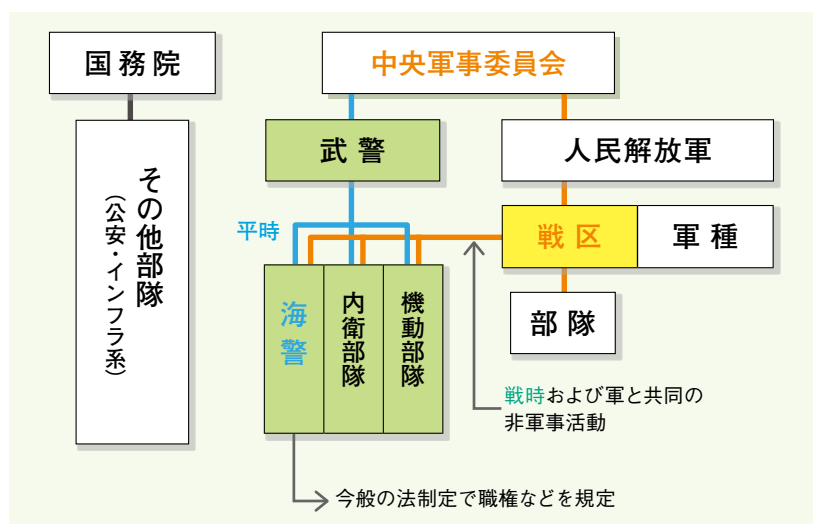 国務院
中央軍事委員会
武警
人民解放軍
その他部隊
（公安・インフラ系）
平時
戦区
軍種
海警
内衛部隊
機動部隊
部隊
戦時および軍と共同の
非軍事活動
今般の法制定で職権などを規定